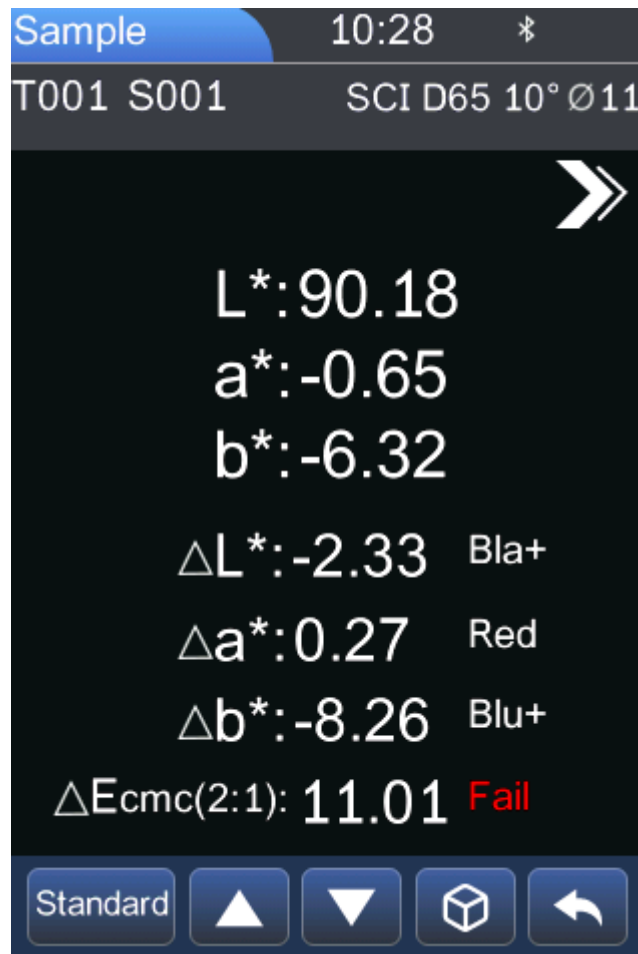 Sample 10:28
T001 S001 SCI D65 10° Ø11
L*:90.18
a*:-0.65
b*:-6.32
△L*:-2.33 Bla+
△a*:0.27 Red
△b*:-8.26 Blu+
△Ecmc(2:1): 11.01 Fail
Standard